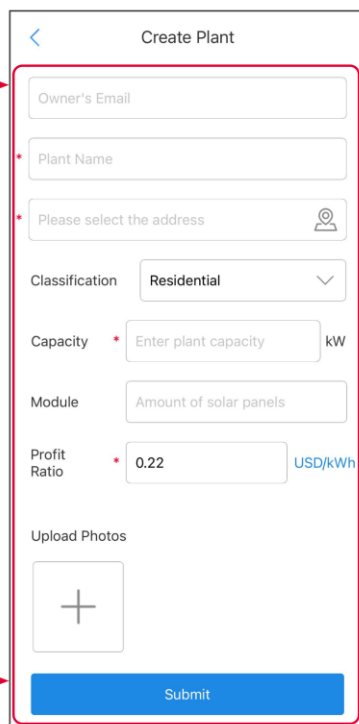 Create Plant
Owner's Email
* Plant Name
* Please select the address
Classification Residential
Capacity * Enter plant capacity kW
Module Amount of solar panels
Profit
Ratio * 0.22 USD/kWh
Upload Photos
Submit